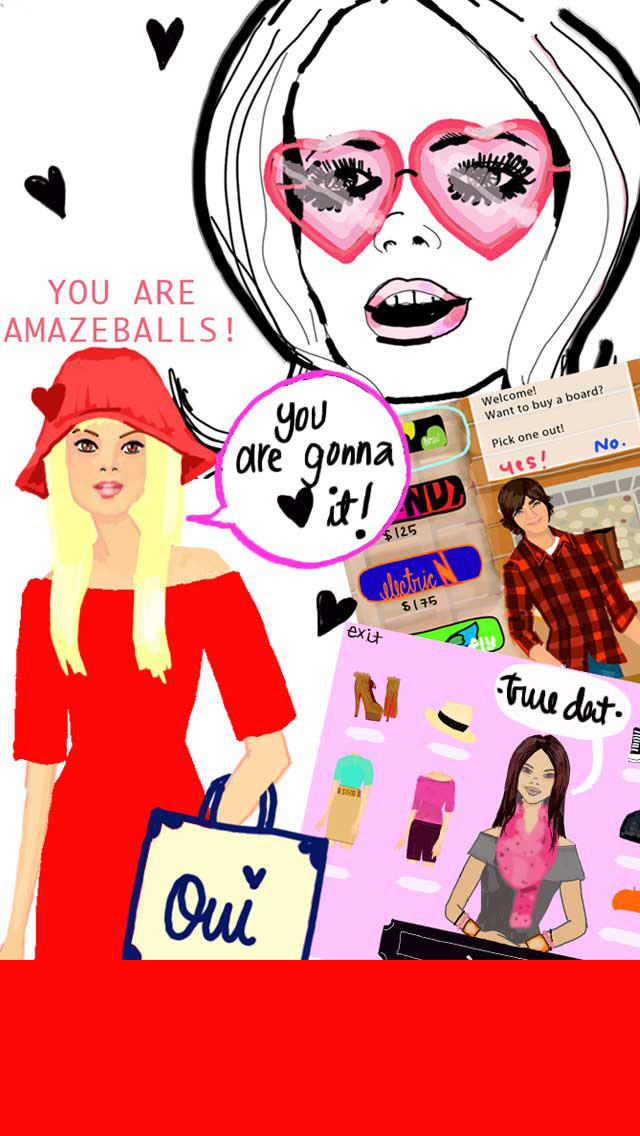 YOU ARE
AMAZEBALLS!
you
are gonna
it!
Welcome!
Want to buy a board?
Pick one out!
yes!
No.
$125
electric N
$175
exit
·true dat·
Oui